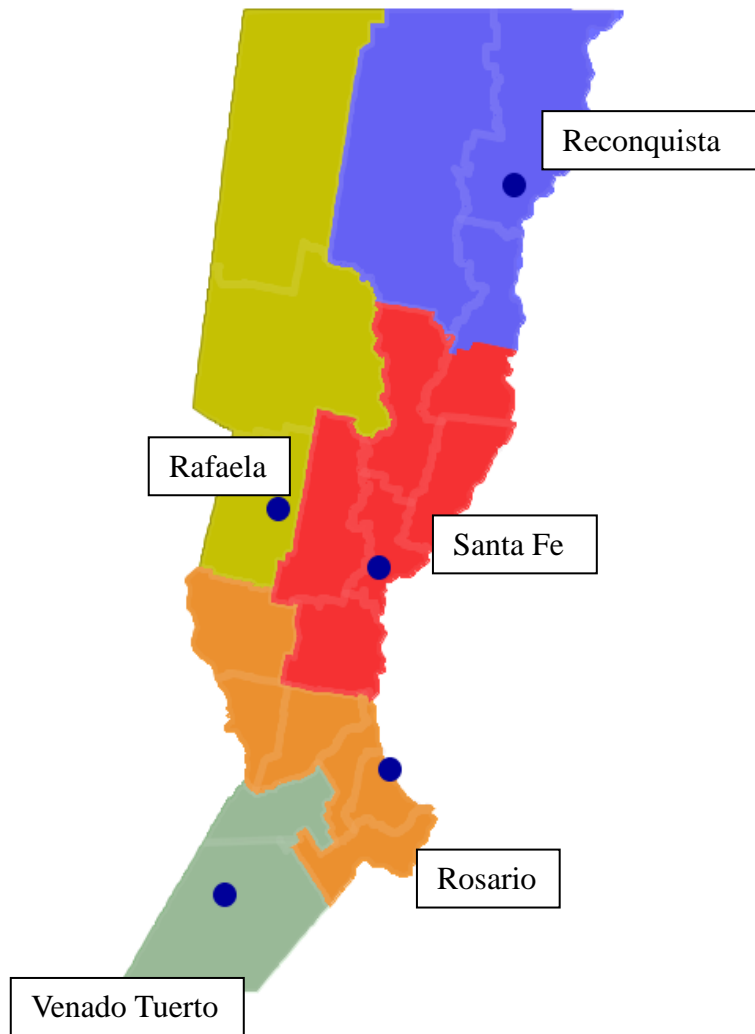 Reconquista
Rafaela
Santa Fe
Rosario
Venado Tuerto